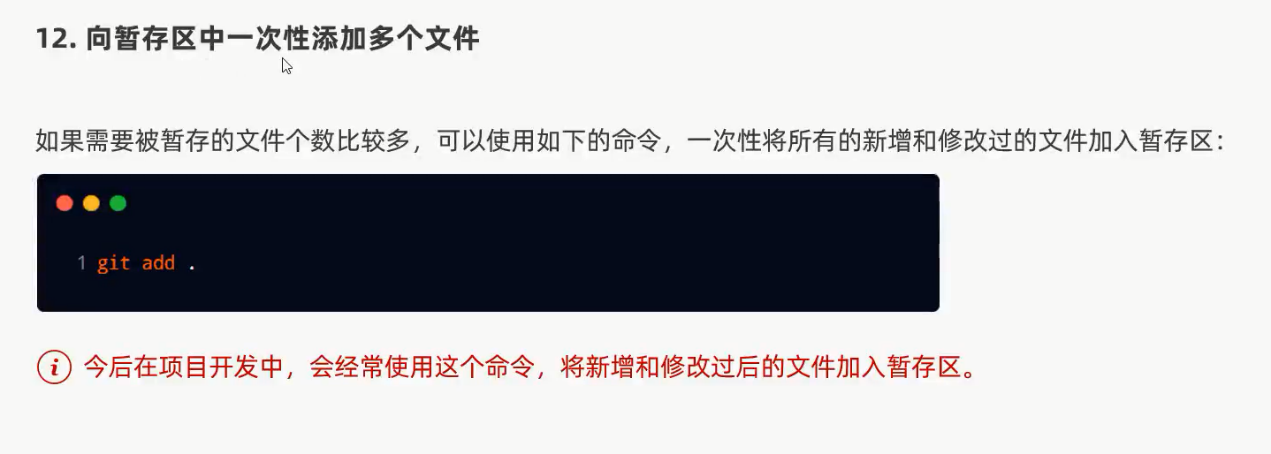 12. 向暂存区中一次性添加多个文件
如果需要被暂存的文件个数比较多，可以使用如下的命令，一次性将所有的新增和修改过的文件加入暂存区：
1 git add .
i 今后在项目开发中，会经常使用这个命令，将新增和修改过后的文件加入暂存区。